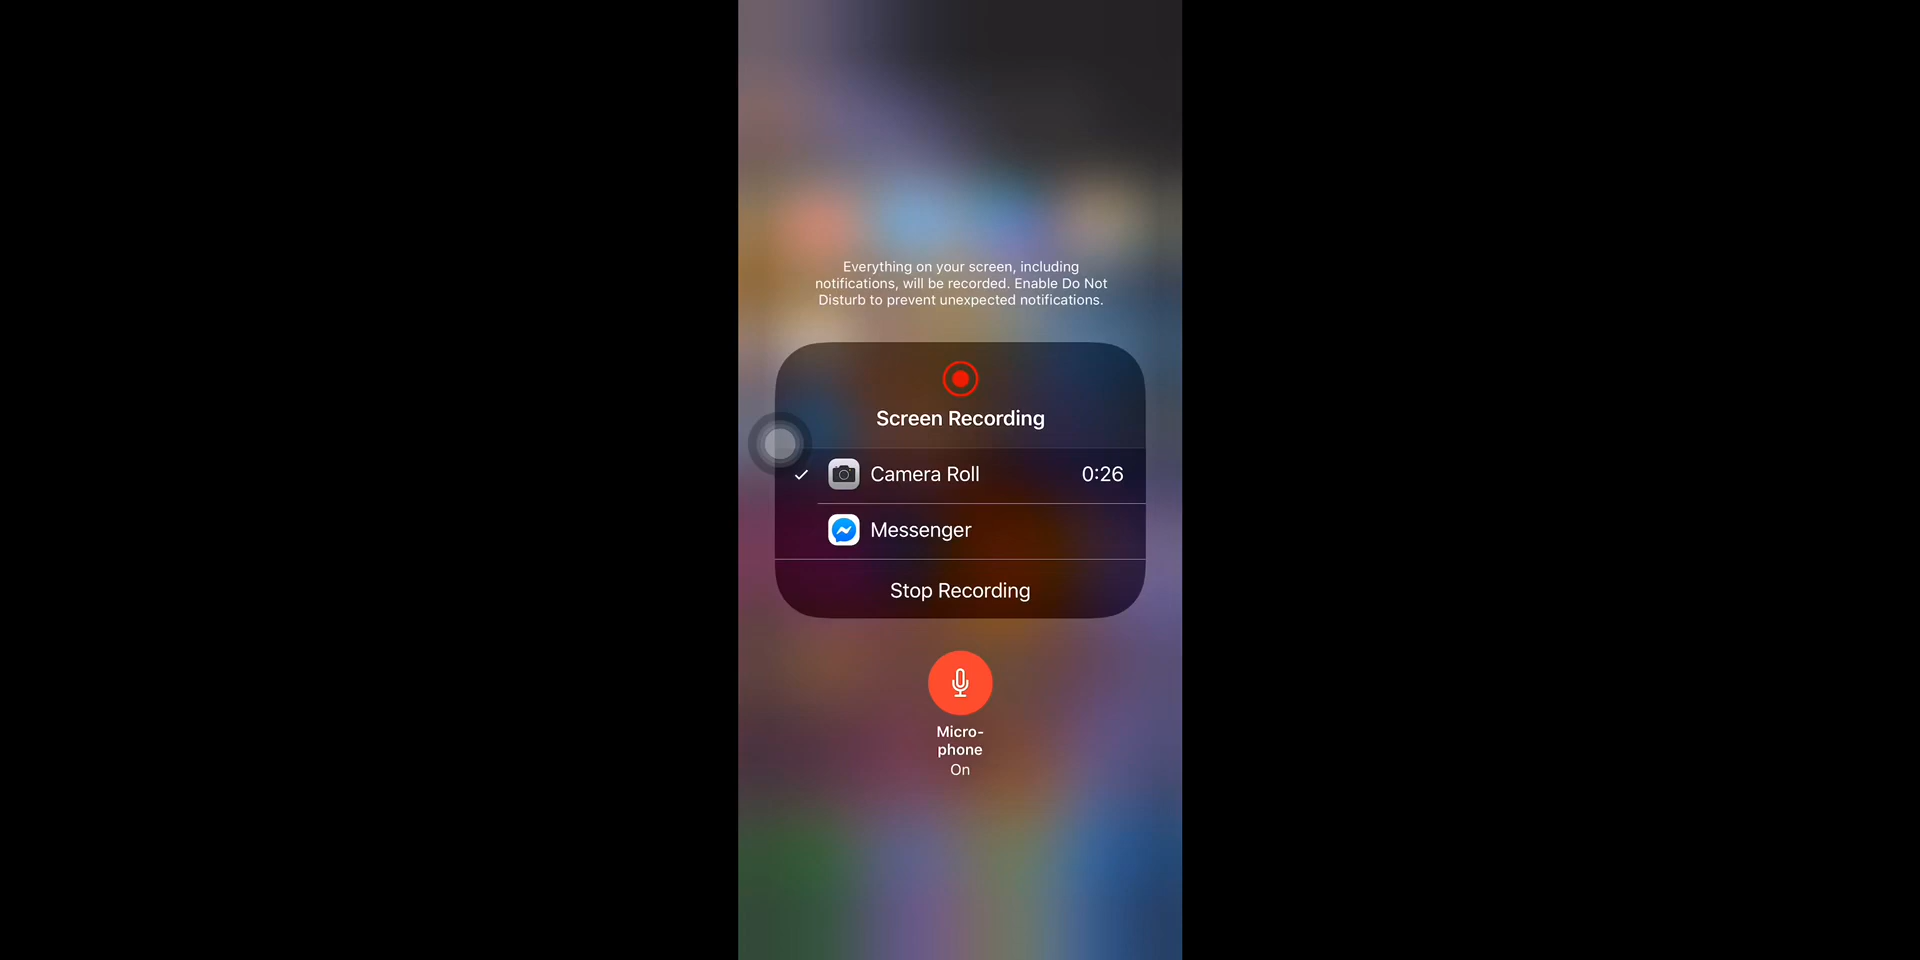 Everything on your screen, including
notifications, will be recorded. Enable Do Not
Disturb to prevent unexpected notifications.
Screen Recording
Camera Roll 0:26
Messenger
Stop Recording
Micro-
phone
On